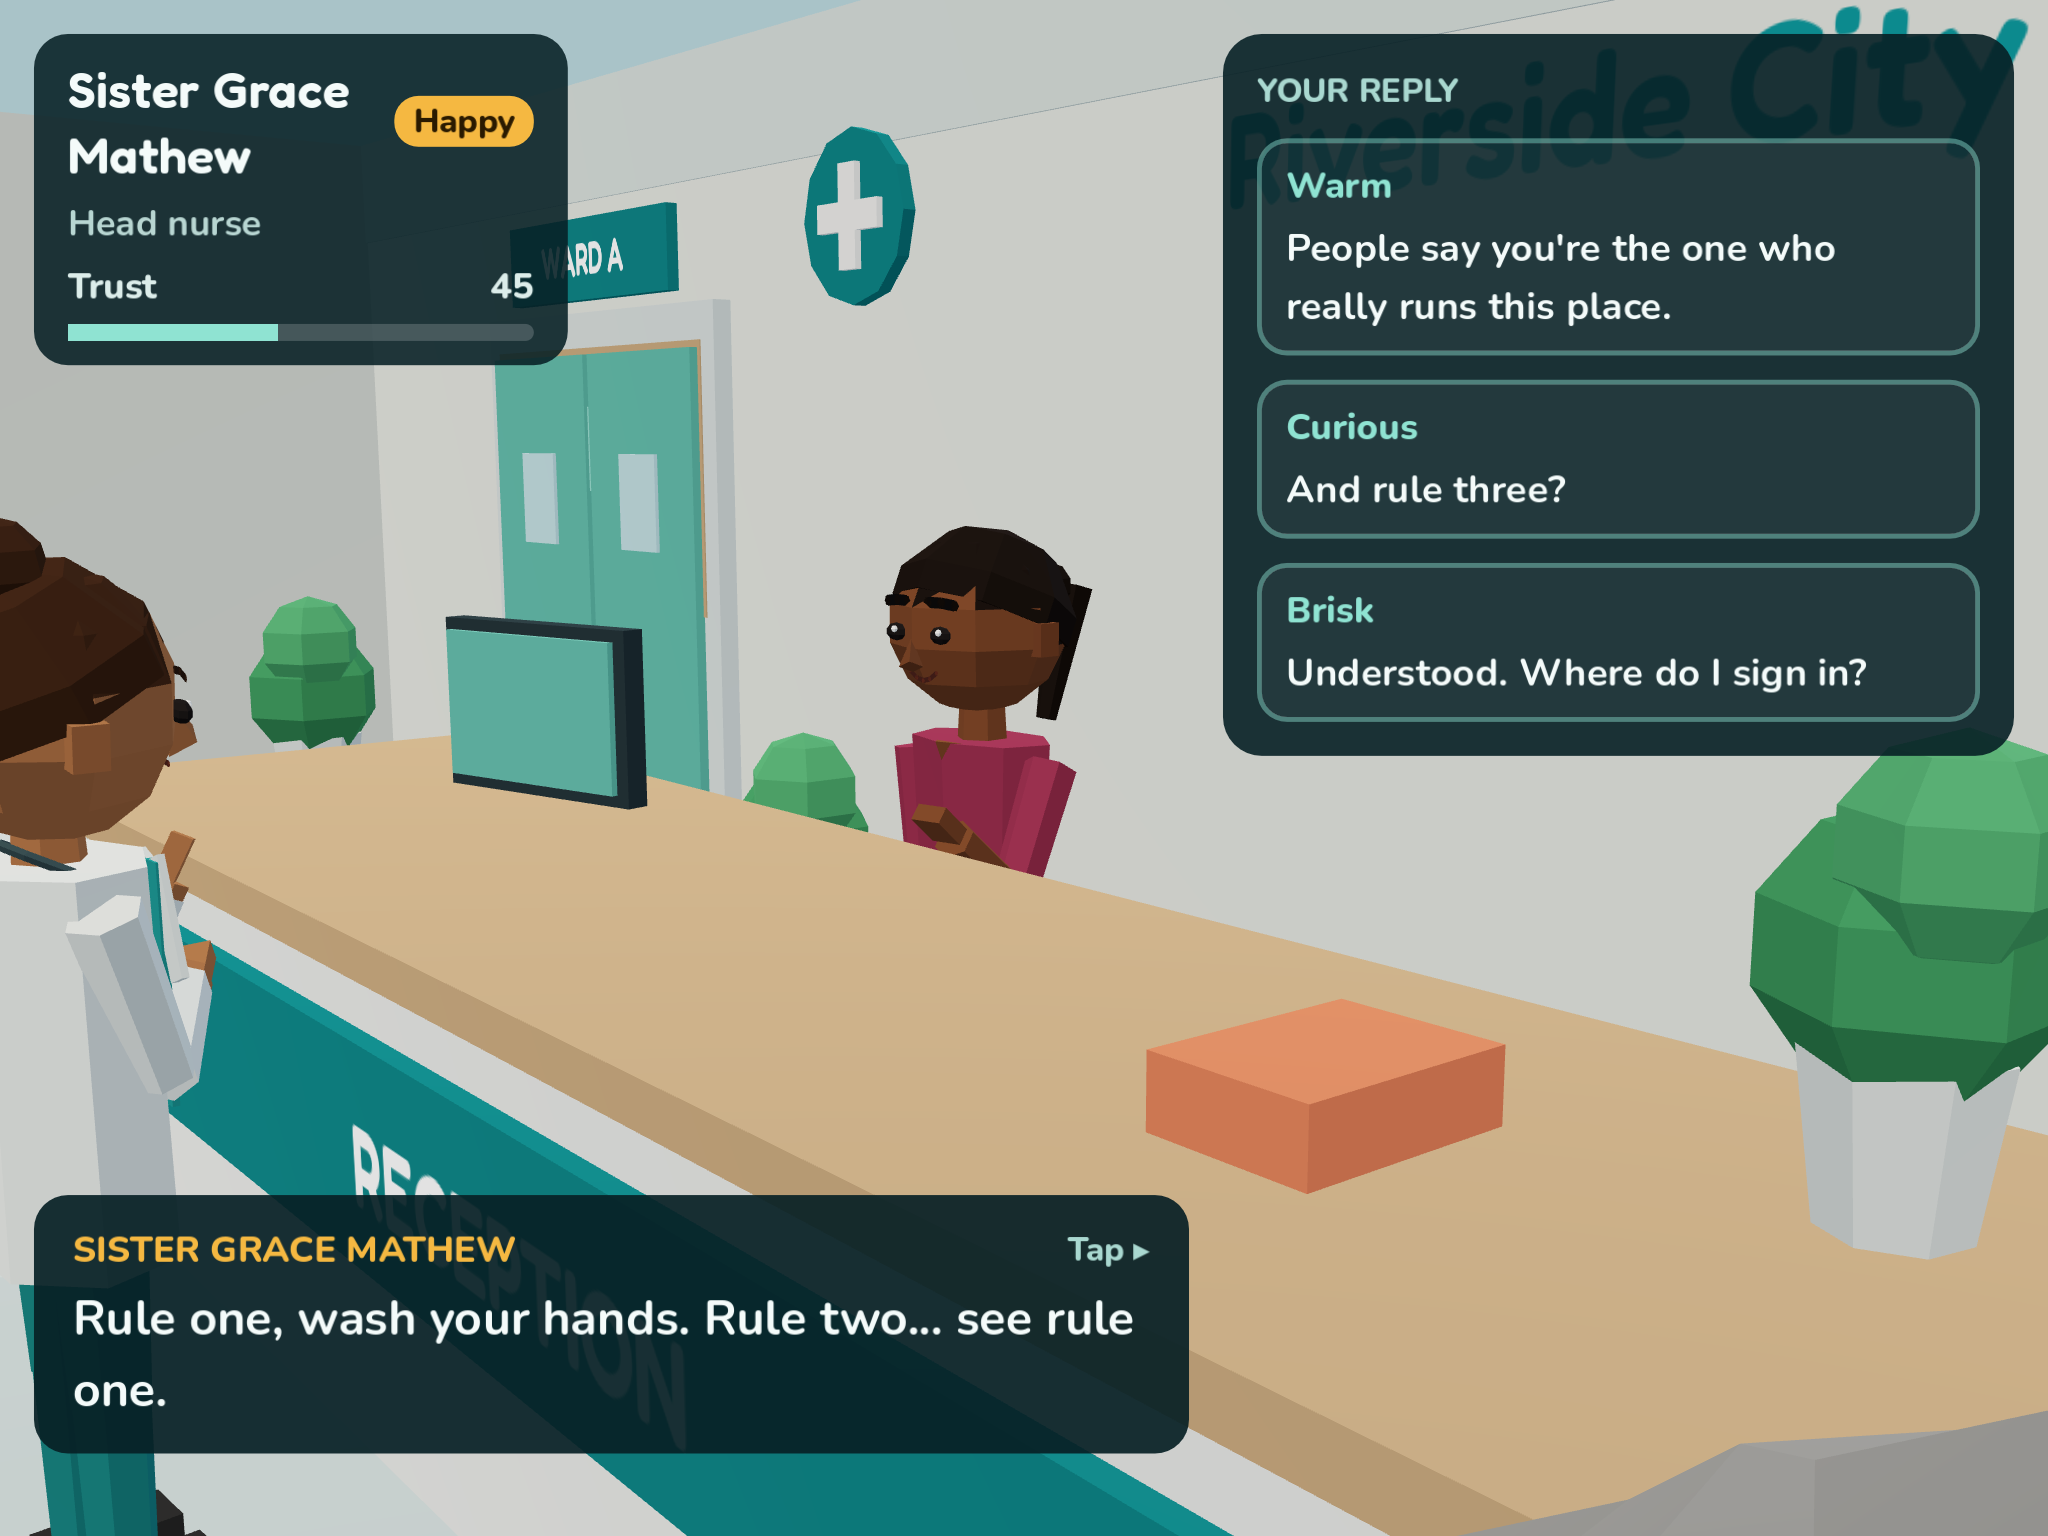 Sister Grace
Mathew
Happy
Head nurse
Trust 45
WARD A
Riverside City
YOUR REPLY
Warm
People say you're the one who
really runs this place.
Curious
And rule three?
Brisk
Understood. Where do I sign in?
RECEPTION
SISTER GRACE MATHEW
Tap ▸
Rule one, wash your hands. Rule two... see rule
one.